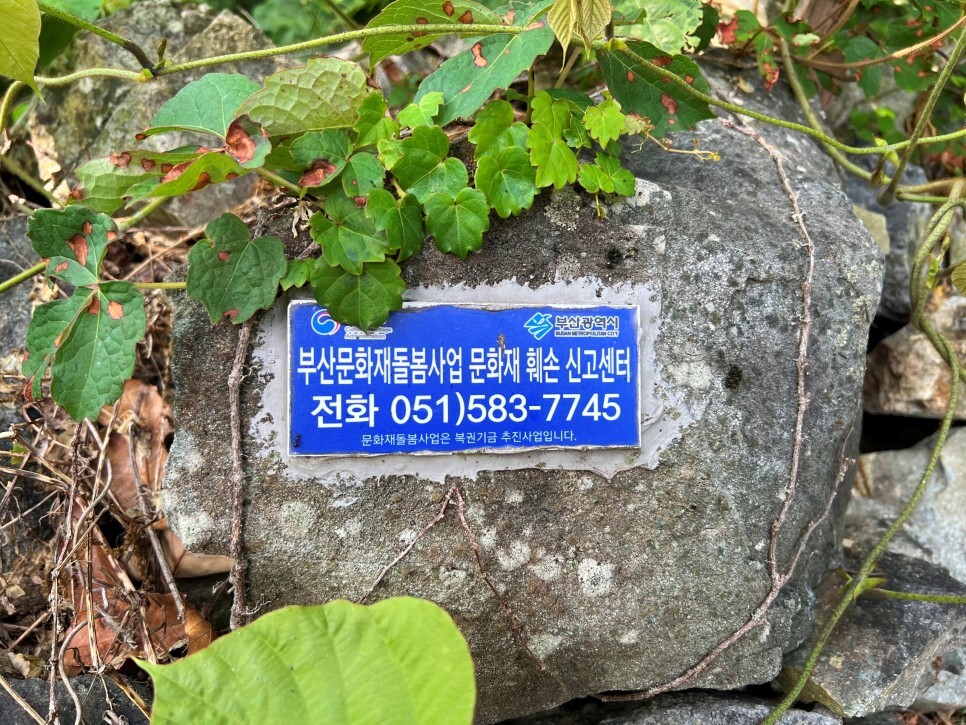 부산광역시
BUSAN METROPOLITAN CITY
부산문화재돌봄사업 문화재 훼손 신고센터
전화 051)583-7745
문화재돌봄사업은 복권기금 추진사업입니다.